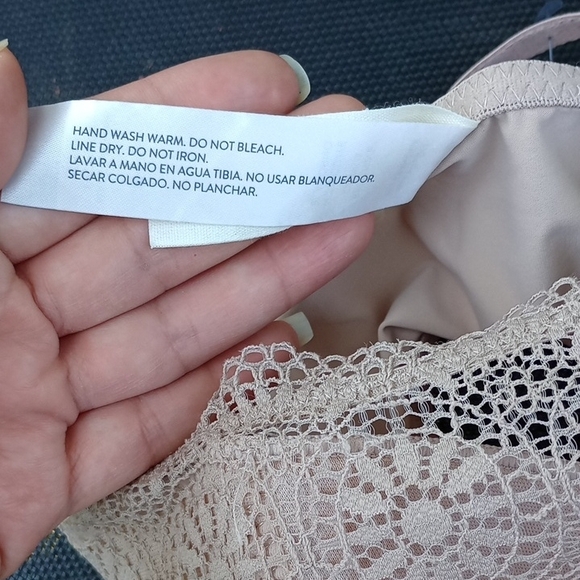 HAND WASH WARM. DO NOT BLEACH.
LINE DRY. DO NOT IRON.
LAVAR A MANO EN AGUA TIBIA. NO USAR BLANQUEADOR.
SECAR COLGADO. NO PLANCHAR.